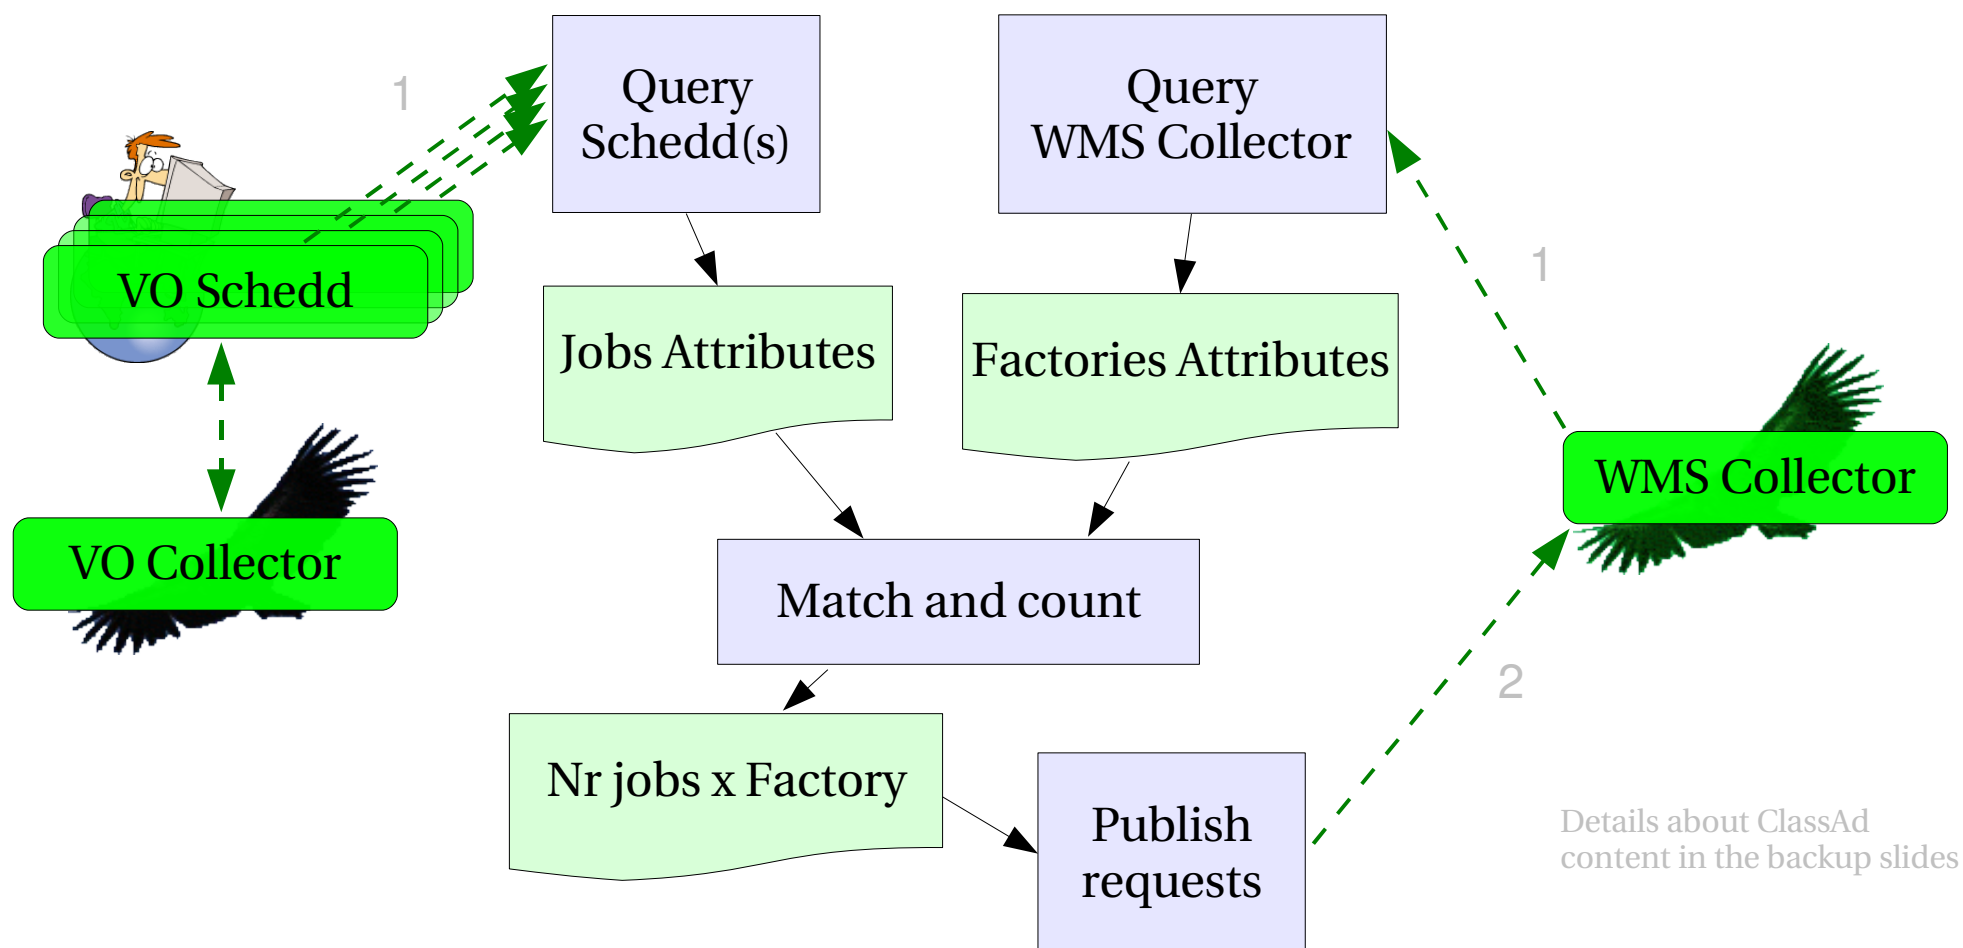 1
Query
Schedd(s)
Query
WMS Collector
1
VO Schedd
Jobs Attributes
Factories Attributes
WMS Collector
VO Collector
Match and count
2
Nr jobs x Factory
Publish
requests
Details about ClassAd
content in the backup slides